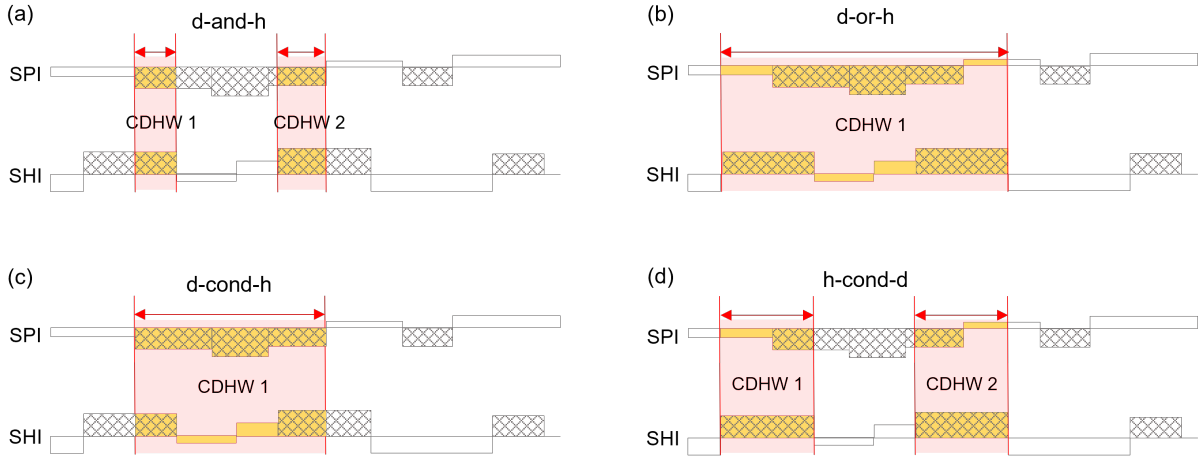 (a)
d-and-h
SPI
CDHW 1
CDHW 2
SHI
(b)
d-or-h
SPI
CDHW 1
SHI
(c)
d-cond-h
SPI
CDHW 1
SHI
(d)
h-cond-d
SPI
CDHW 1
CDHW 2
SHI